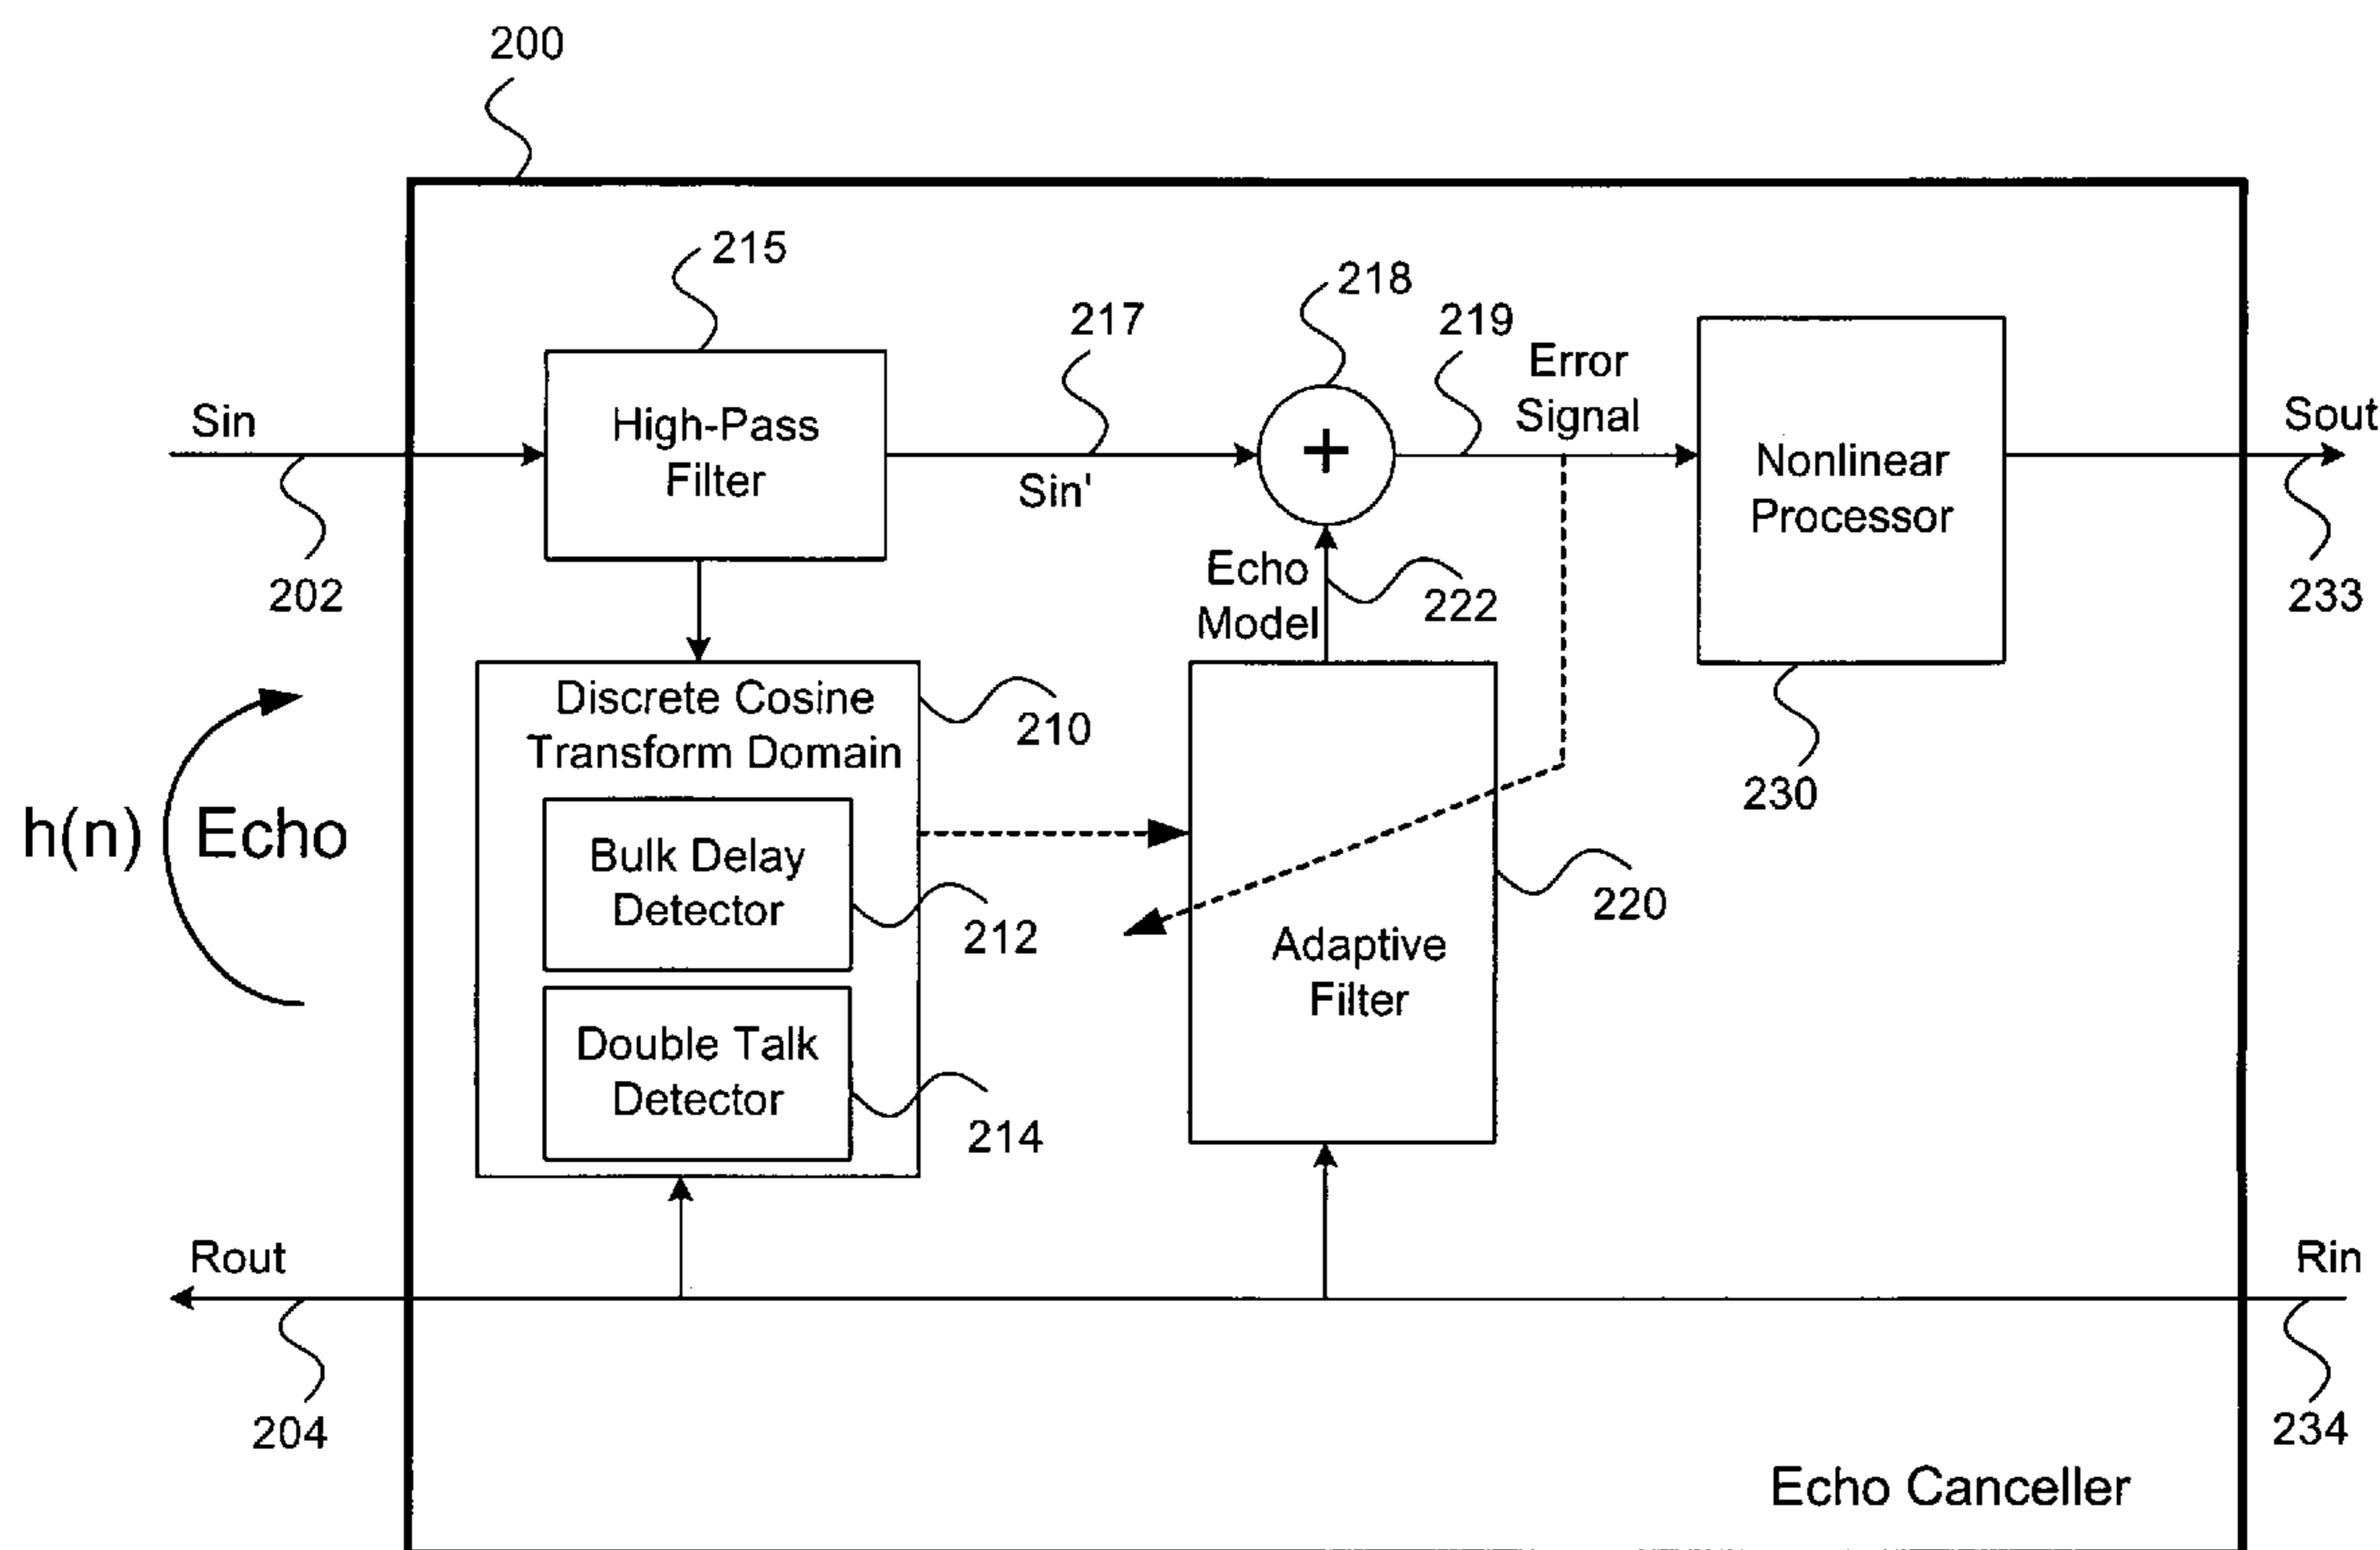 200
215
218
217
219
Error
Signal
Sin
High-Pass
Filter
Sin'
+
Nonlinear
Processor
Sout
202
Echo
Model
222
233
Discrete Cosine
Transform Domain
210
230
h(n)
Echo
Bulk Delay
Detector
212
220
Adaptive
Filter
Double Talk
Detector
214
Rout
Rin
204
234
Echo Canceller